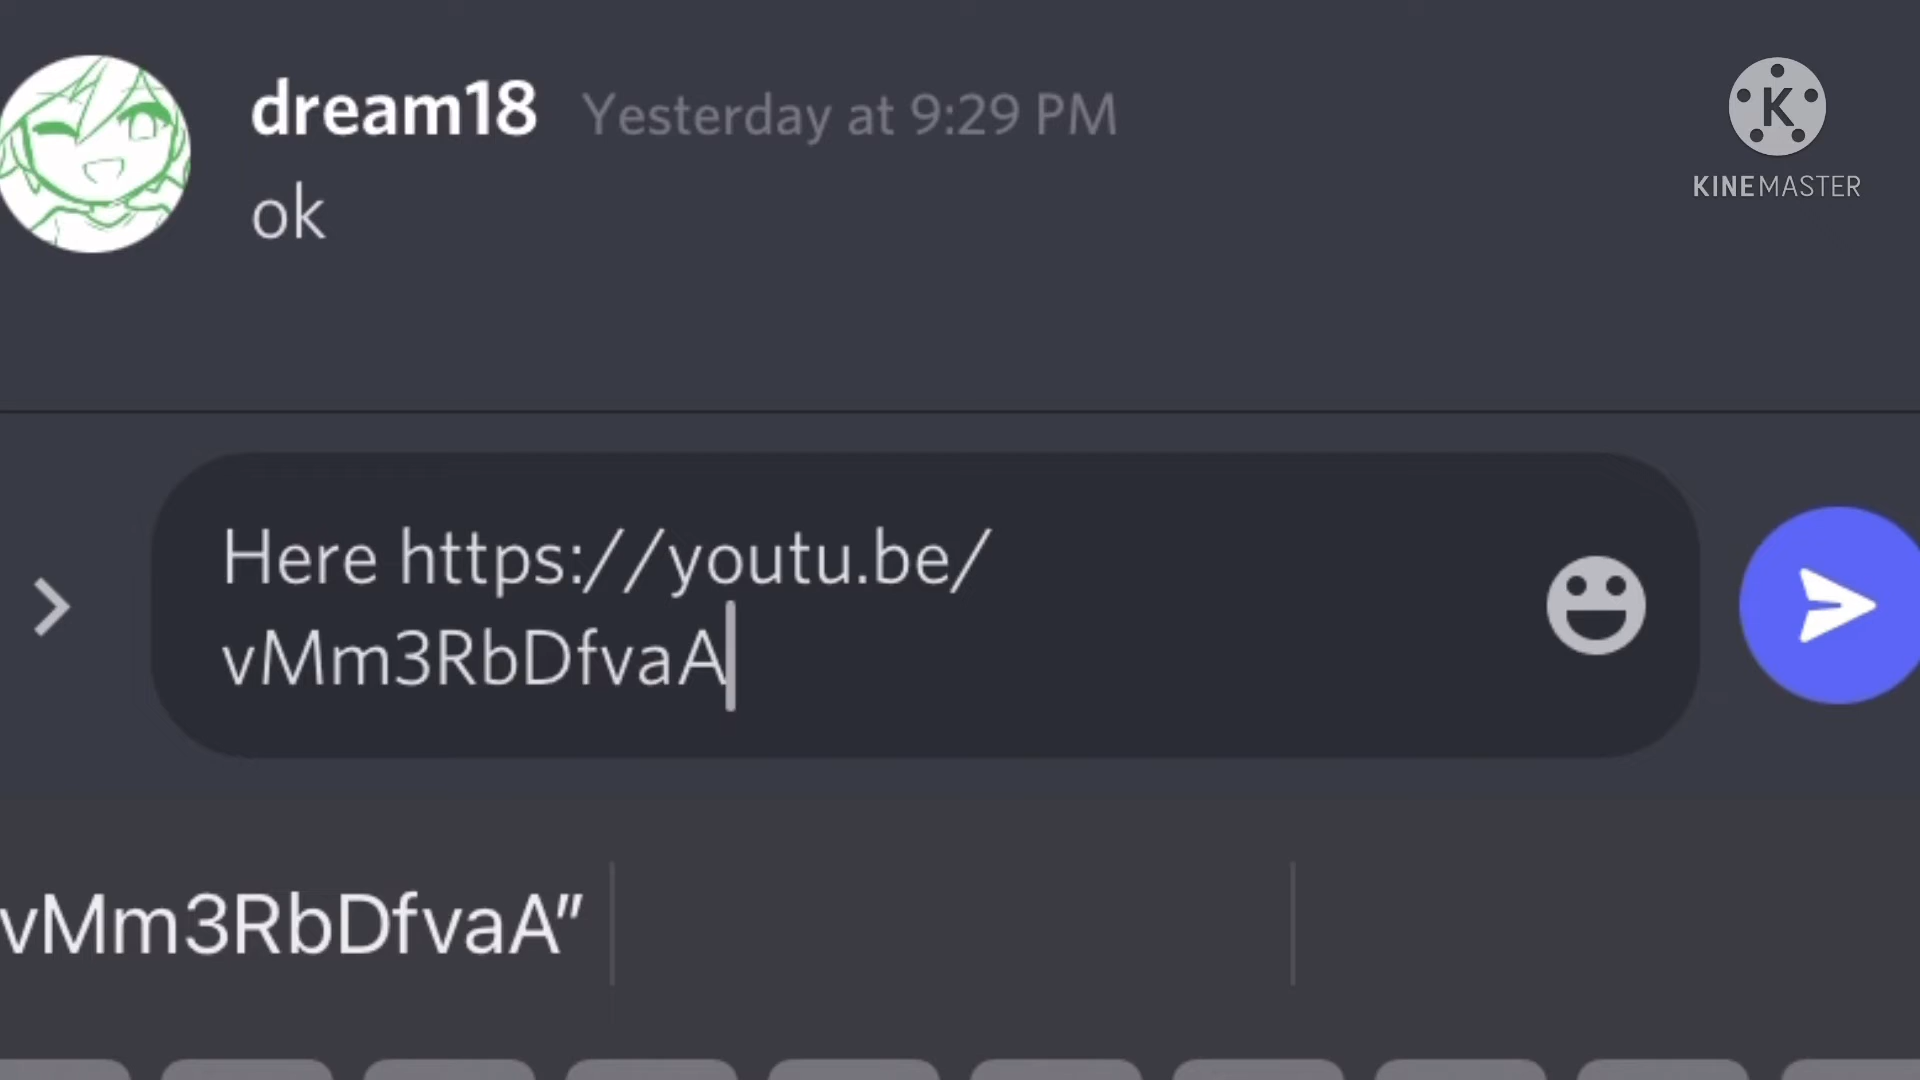 dream18 Yesterday at 9:29 PM
ok
K
KINEMASTER
Here https://youtu.be/
vMm3RbDfvaA
vMm3RbDfvaA"